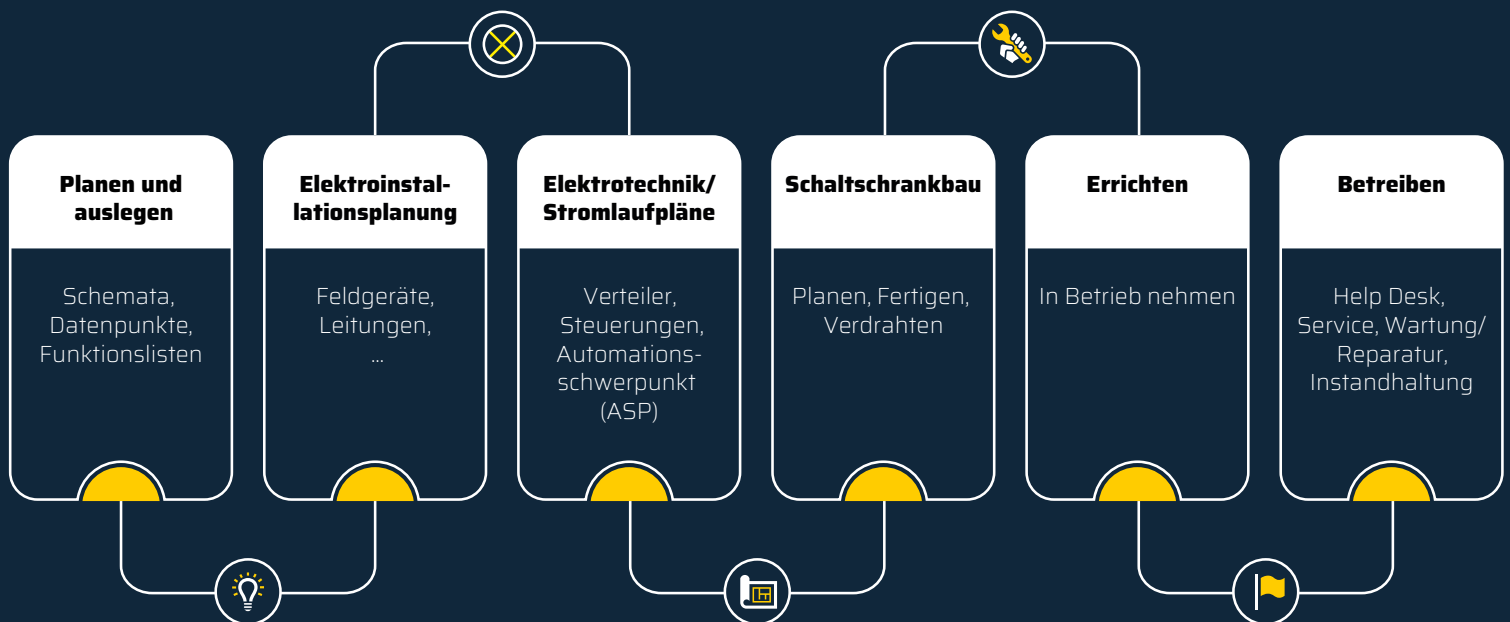 Planen und
auslegen
Schemata,
Datenpunkte,
Funktionslisten
Elektroinstal-
lationsplanung
Feldgeräte,
Leitungen,
...
Elektrotechnik/
Stromlaufpläne
Verteiler,
Steuerungen,
Automations-
schwerpunkt
(ASP)
Schaltschrankbau
Planen, Fertigen,
Verdrahten
Errichten
In Betrieb nehmen
Betreiben
Help Desk,
Service, Wartung/
Reparatur,
Instandhaltung